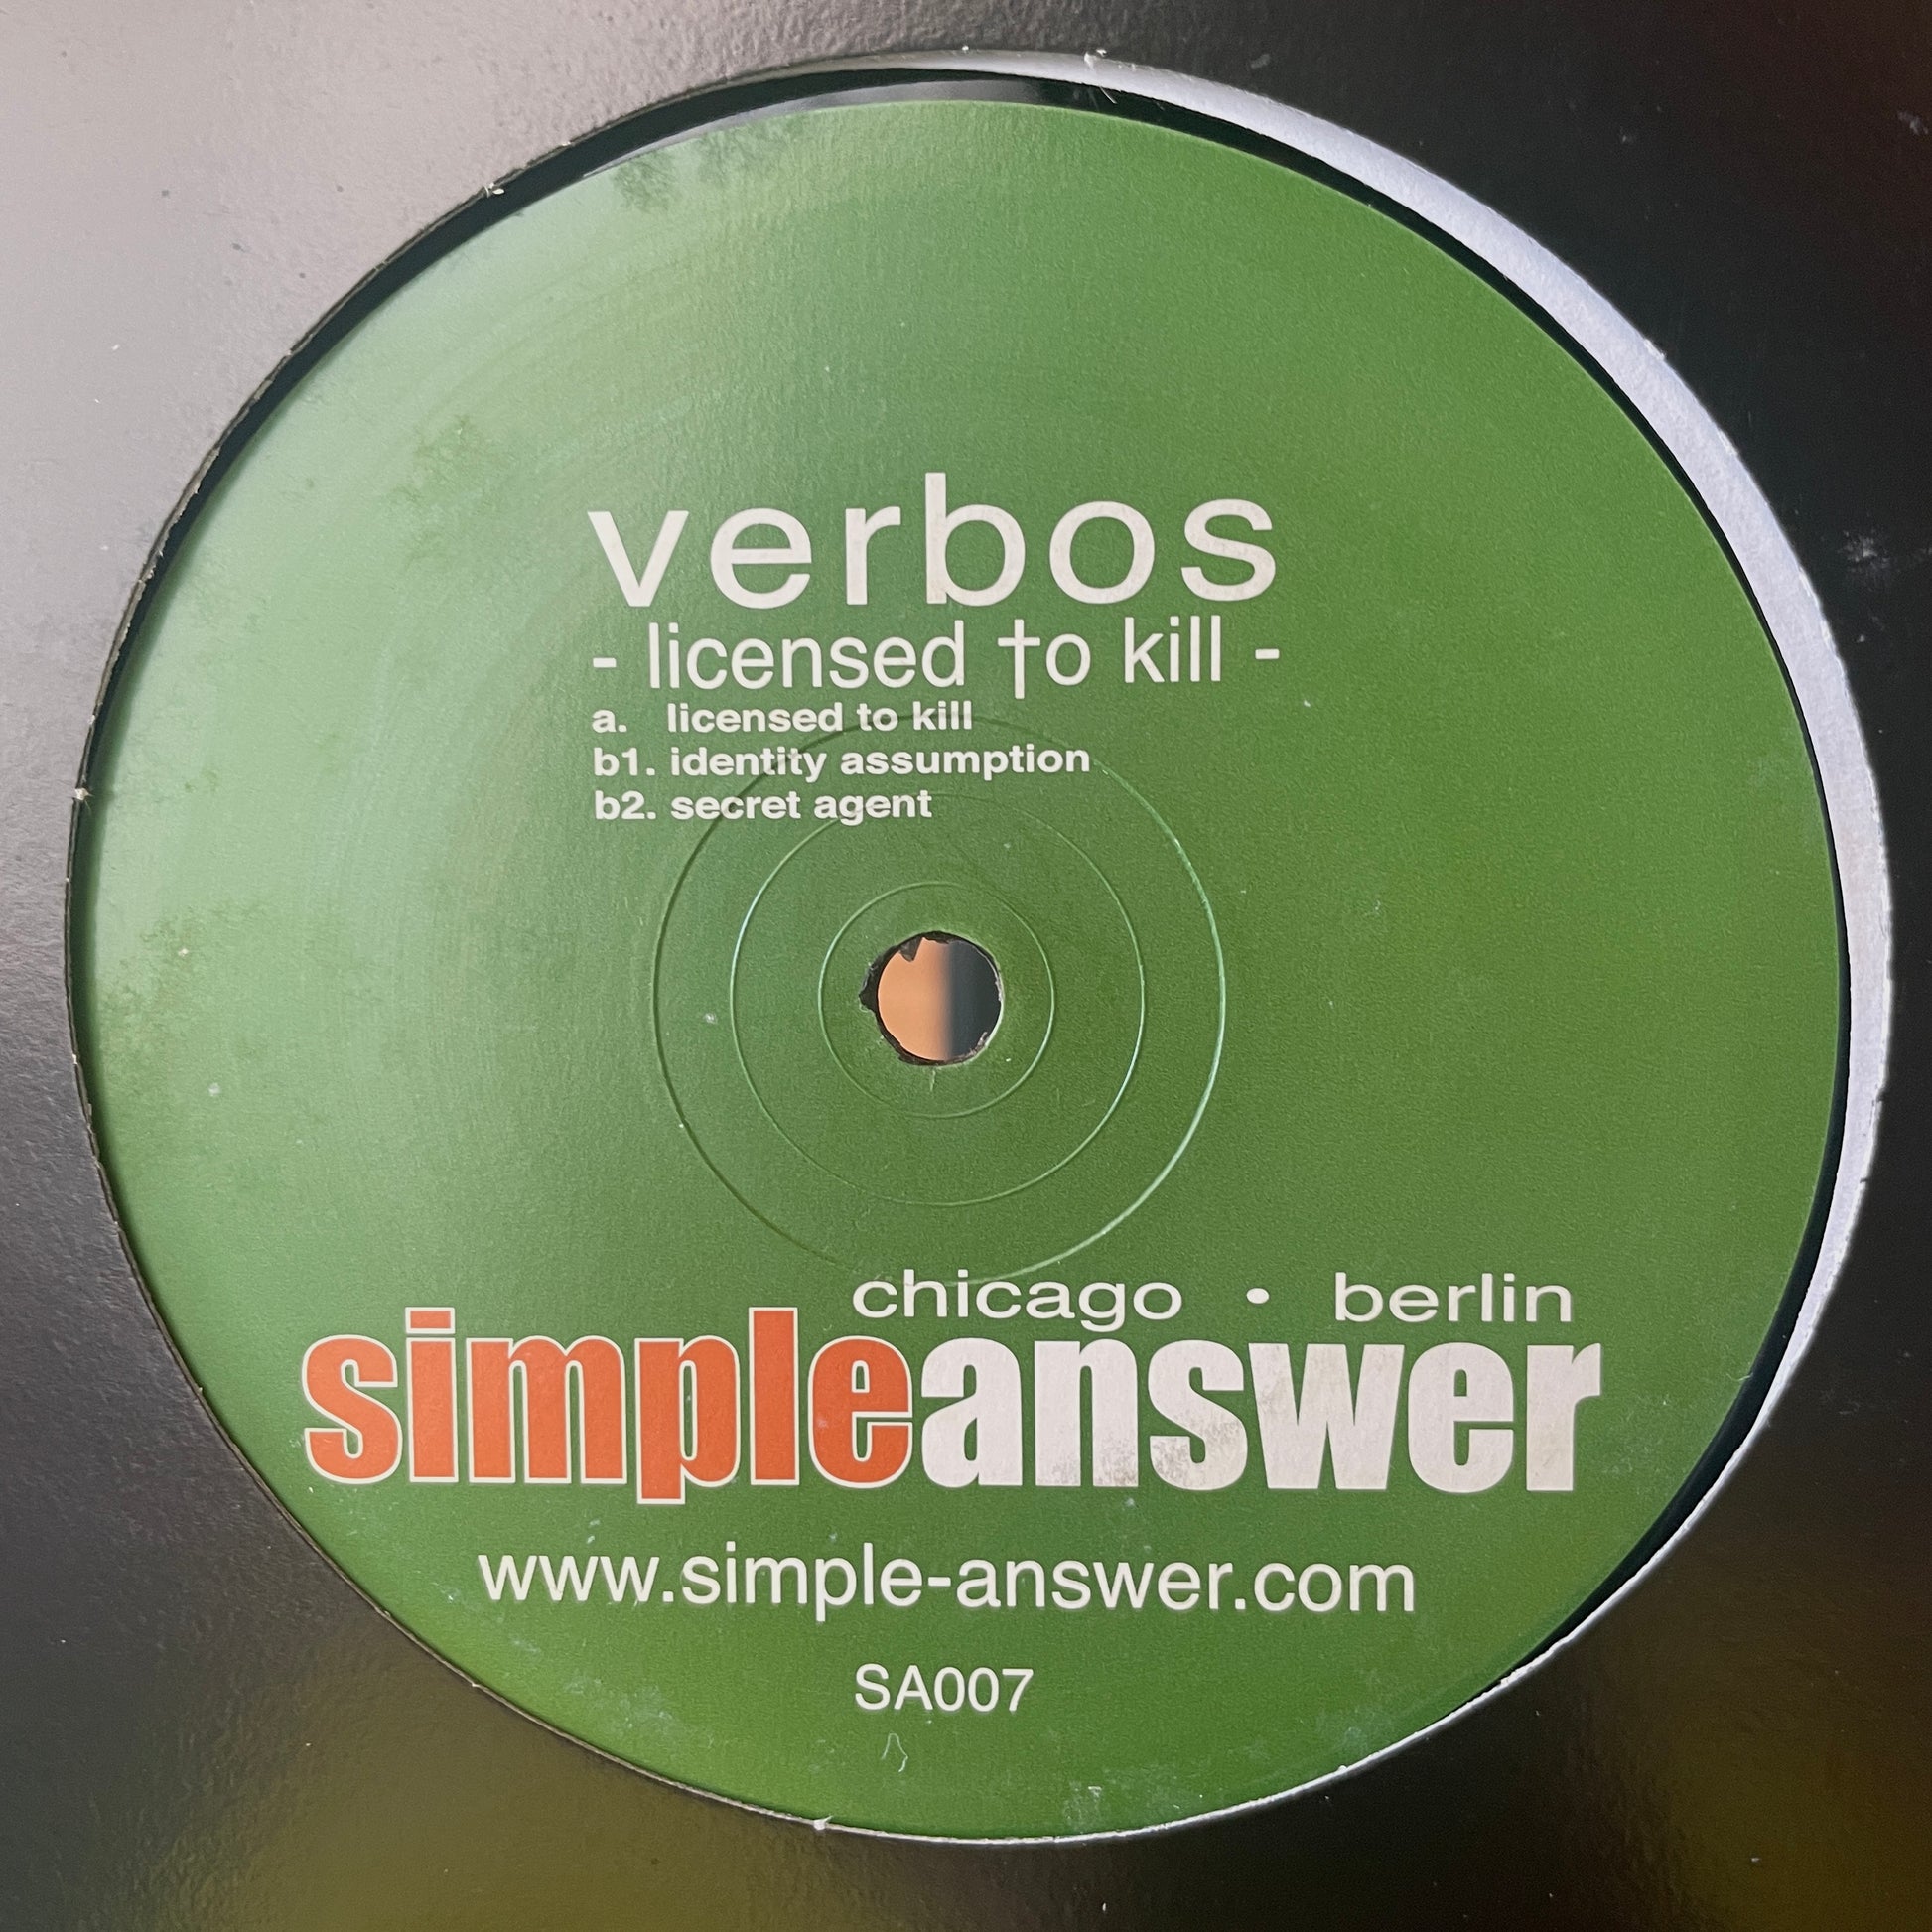 verbos
- licensed †o kill -
a. licensed to kill
b1. identity assumption
b2. secret agent
chicago • berlin
simpleanswer
www.simple-answer.com
SA007